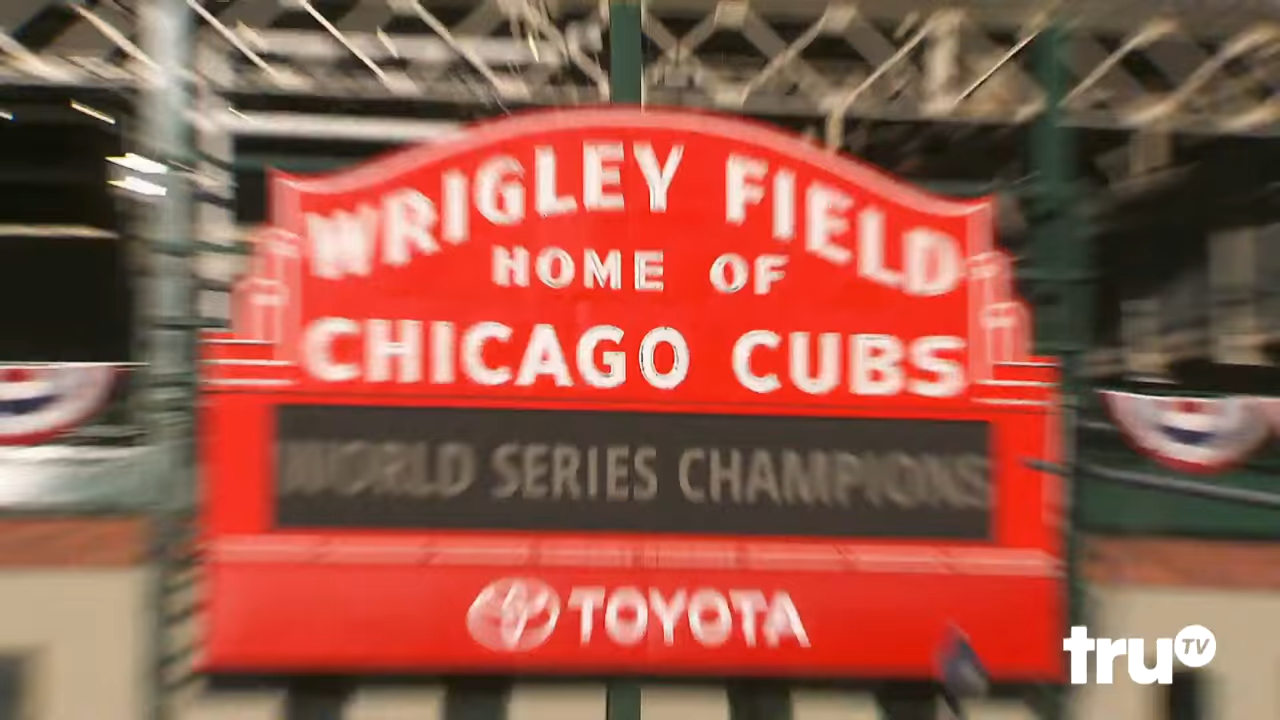 WRIGLEY FIELD
HOME OF
CHICAGO CUBS
WORLD SERIES CHAMPIONS
TOYOTA
truTV